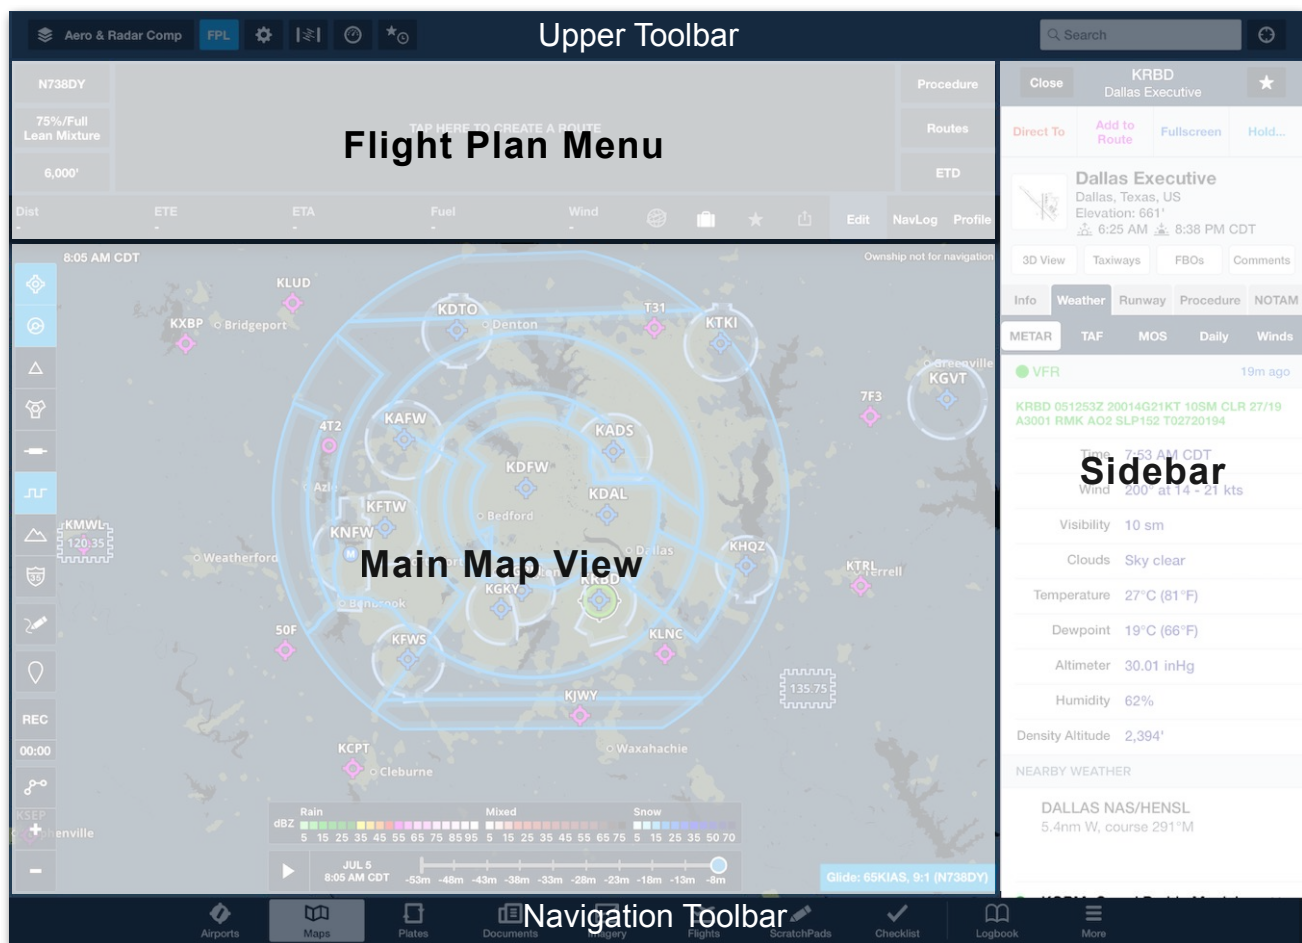 Aero & Radar Comp FPL Upper Toolbar Search
N738DY Procedure
75%/Full
Lean Mixture
TAP HERE TO CREATE A ROUTE
Flight Plan Menu
Routes
6,000' ETD
Dist ETE ETA Fuel Wind
- - - - -
Edit NavLog Profile
Close KRBD
Dallas Executive
Direct To Add to
Route
Fullscreen Hold...
Dallas Executive
Dallas, Texas, US
Elevation: 661'
6:25 AM 8:38 PM CDT
3D View Taxiways FBOs Comments
Info Weather Runway Procedure NOTAM
METAR TAF MOS Daily Winds
VFR 19m ago
KRBD 051253Z 20014G21KT 10SM CLR 27/19
A3001 RMK AO2 SLP152 T02720194
Time 7:53 AM CDT
Sidebar
Wind 200° at 14 - 21 kts
Visibility 10 sm
Clouds Sky clear
Temperature 27°C (81°F)
Dewpoint 19°C (66°F)
Altimeter 30.01 inHg
Humidity 62%
Density Altitude 2,394'
NEARBY WEATHER
DALLAS NAS/HENSL
5.4nm W, course 291°M
8:05 AM CDT Ownship not for navigation
KLUD
KDTO T31
KXBP Bridgeport Denton KTKI
Greenville
KGVT
7F3
KAFW
4T2 KADS
KDFW
Azle KDAL
KFTW
Bedford
KMWL KNFW
120.35
M
Weatherford Dallas KHQZ
Main Map View
KTRL
Terrell
KGKY KRBD
Benbrook
35
50F KFWS KLNC
135.75
KJWY
REC
00:00
KCPT Waxahachie
Cleburne
KSEP
Stephenville
Rain Mixed Snow
dBZ
5 15 25 35 45 55 65 75 85 95 5 15 25 35 45 55 65 75 5 15 25 35 50 70
JUL 5
8:05 AM CDT
-53m -48m -43m -38m -33m -28m -23m -18m -13m -8m
Glide: 65KIAS, 9:1 (N738DY)
Navigation Toolbar
Airports Maps Plates Documents Imagery Flights ScratchPads Checklist Logbook More